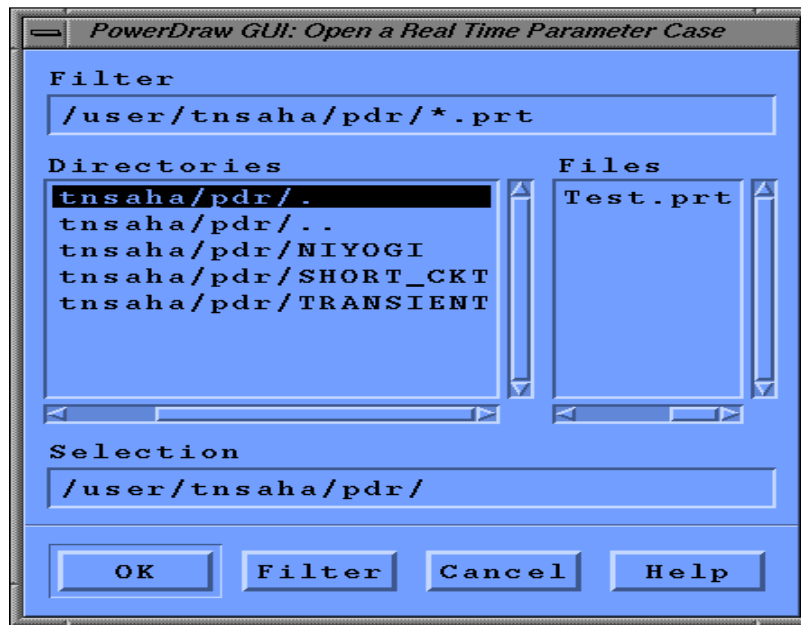 PowerDraw GUI: Open a Real Time Parameter Case
Filter
/user/tnsaha/pdr/*.prt
Directories
tnsaha/pdr/.
tnsaha/pdr/..
tnsaha/pdr/NIYOGI
tnsaha/pdr/SHORT_CKT
tnsaha/pdr/TRANSIENT
Files
Test.prt
Selection
/user/tnsaha/pdr/
OK Filter Cancel Help